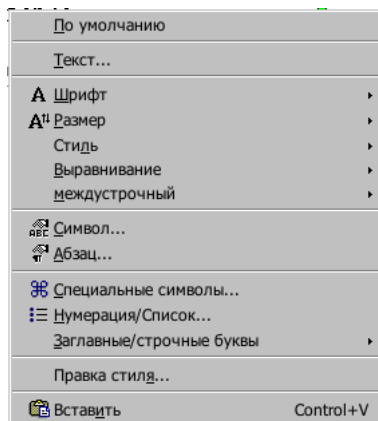 По умолчанию
Текст...
Шрифт
Размер
Стиль
Выравнивание
междустрочный
Символ...
Абзац...
Специальные символы...
Нумерация/Список...
Заглавные/строчные буквы
Правка стиля...
Вставить Control+V